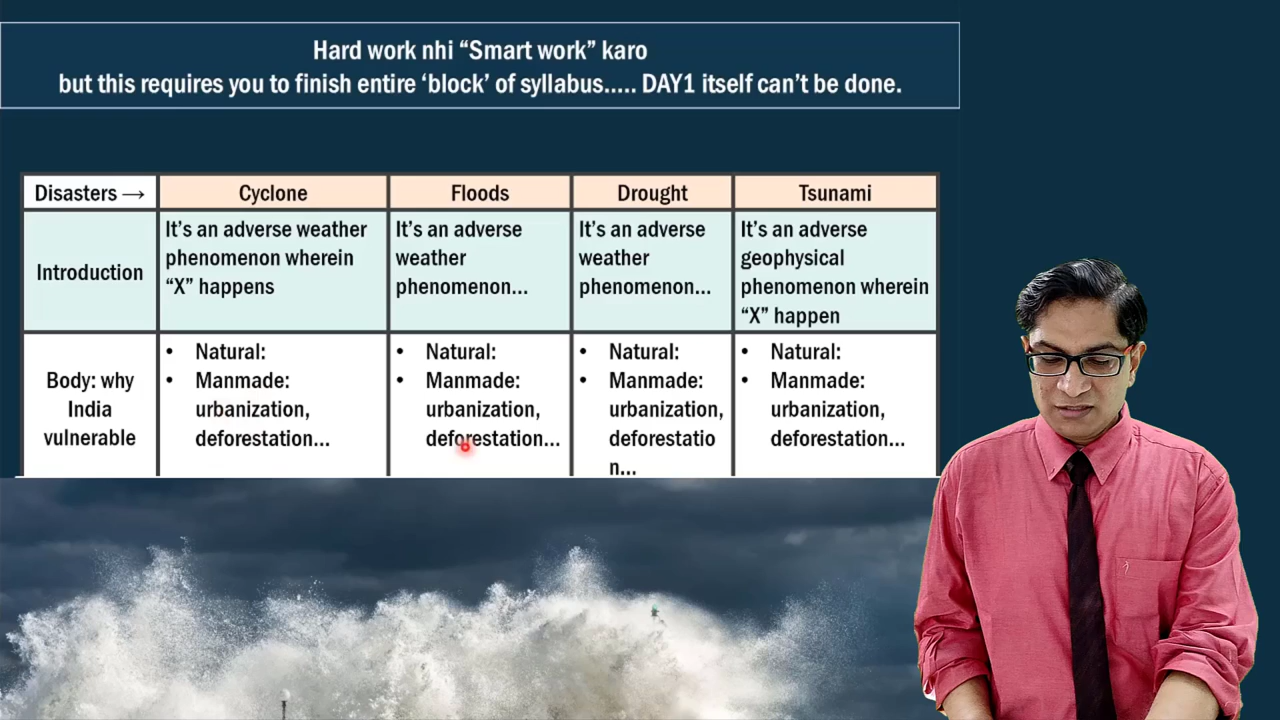 Hard work nhi “Smart work” karo
but this requires you to finish entire ‘block’ of syllabus..... DAY1 itself can’t be done.
Disasters → Cyclone Floods Drought Tsunami
Introduction
It’s an adverse weather
phenomenon wherein
“X” happens
It’s an adverse
weather
phenomenon...
It’s an adverse
weather
phenomenon...
It’s an adverse
geophysical
phenomenon wherein
“X” happen
Body: why
India
vulnerable
• Natural:
• Manmade:
urbanization,
deforestation...
• Natural:
• Manmade:
urbanization,
deforestation...
• Natural:
• Manmade:
urbanization,
deforestatio
n...
• Natural:
• Manmade:
urbanization,
deforestation...